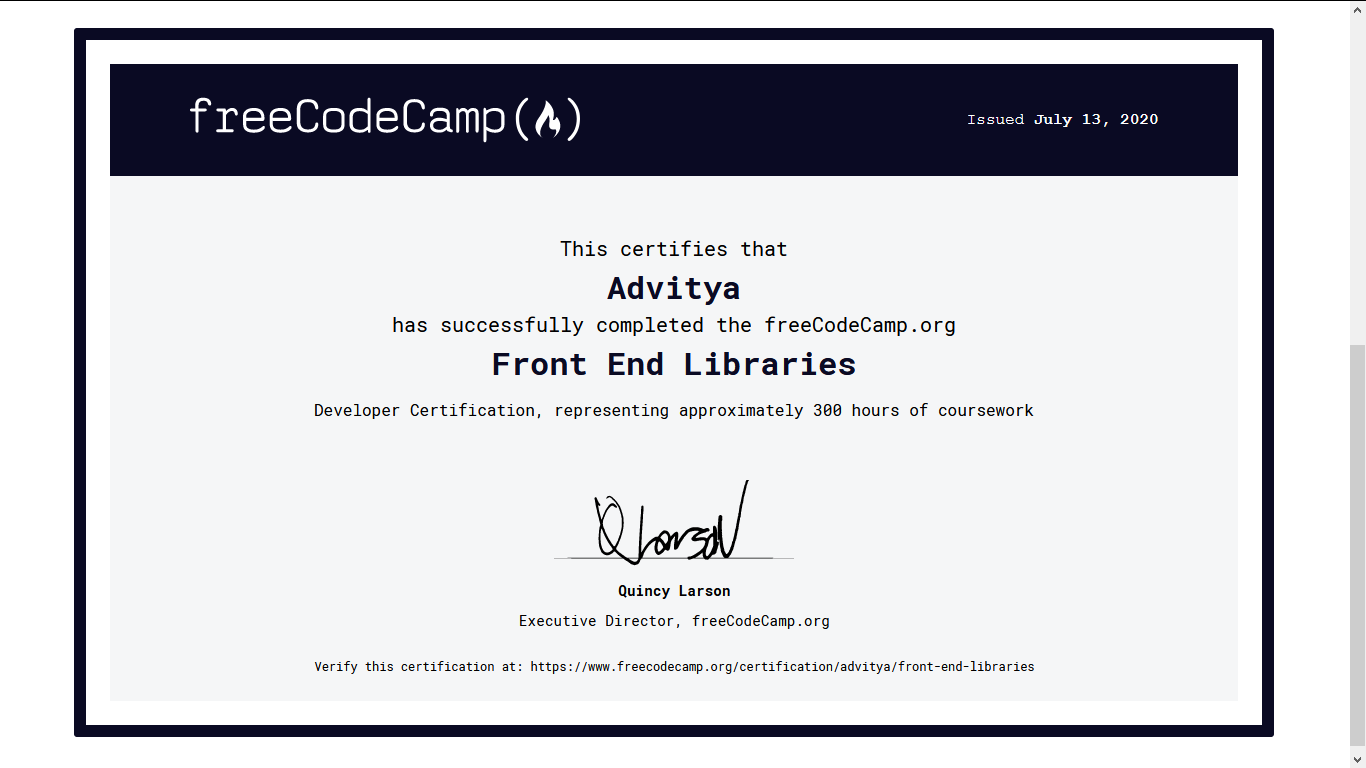 freeCodeCamp(🔥)
Issued July 13, 2020
This certifies that
Advitya
has successfully completed the freeCodeCamp.org
Front End Libraries
Developer Certification, representing approximately 300 hours of coursework
QLarson
Quincy Larson
Executive Director, freeCodeCamp.org
Verify this certification at: https://www.freecodecamp.org/certification/advitya/front-end-libraries